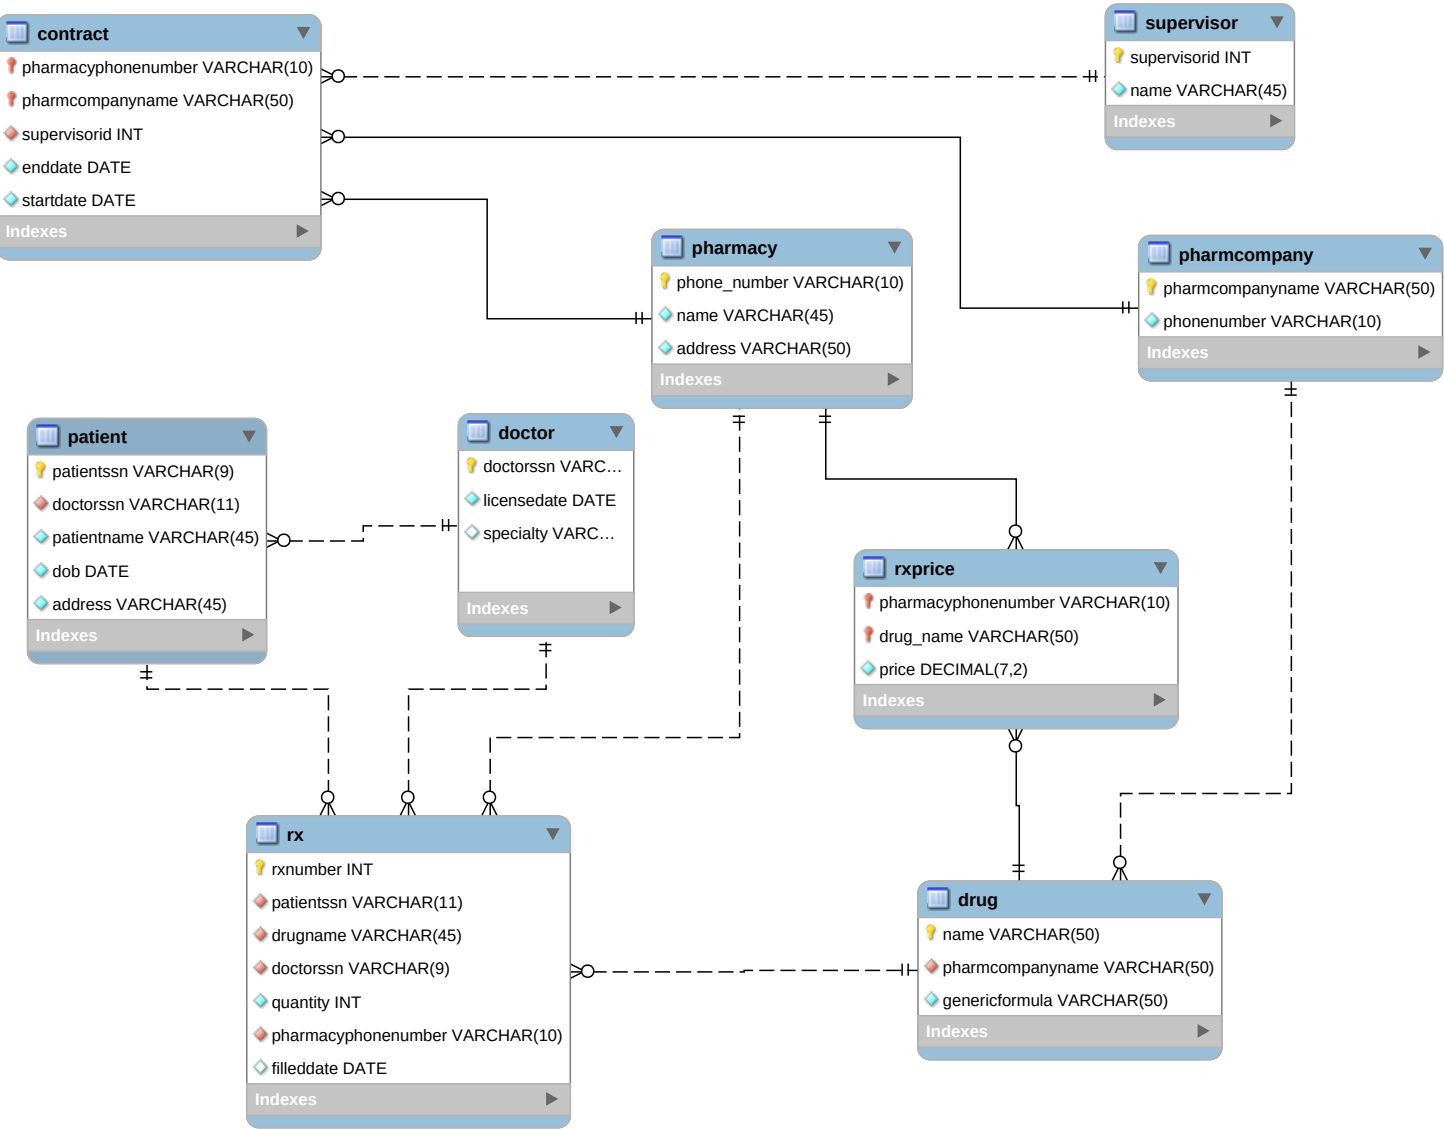 contract
pharmacyphonenumber VARCHAR(10)
pharmcompanyname VARCHAR(50)
supervisorid INT
enddate DATE
startdate DATE
Indexes
supervisor
supervisorid INT
name VARCHAR(45)
Indexes
pharmacy
phone_number VARCHAR(10)
name VARCHAR(45)
address VARCHAR(50)
Indexes
pharmcompany
pharmcompanyname VARCHAR(50)
phonenumber VARCHAR(10)
Indexes
patient
patientssn VARCHAR(9)
doctorssn VARCHAR(11)
patientname VARCHAR(45)
dob DATE
address VARCHAR(45)
Indexes
doctor
doctorssn VARC...
licensedate DATE
specialty VARC...
Indexes
rxprice
pharmacyphonenumber VARCHAR(10)
drug_name VARCHAR(50)
price DECIMAL(7,2)
Indexes
rx
rxnumber INT
patientssn VARCHAR(11)
drugname VARCHAR(45)
doctorssn VARCHAR(9)
quantity INT
pharmacyphonenumber VARCHAR(10)
filleddate DATE
Indexes
drug
name VARCHAR(50)
pharmcompanyname VARCHAR(50)
genericformula VARCHAR(50)
Indexes